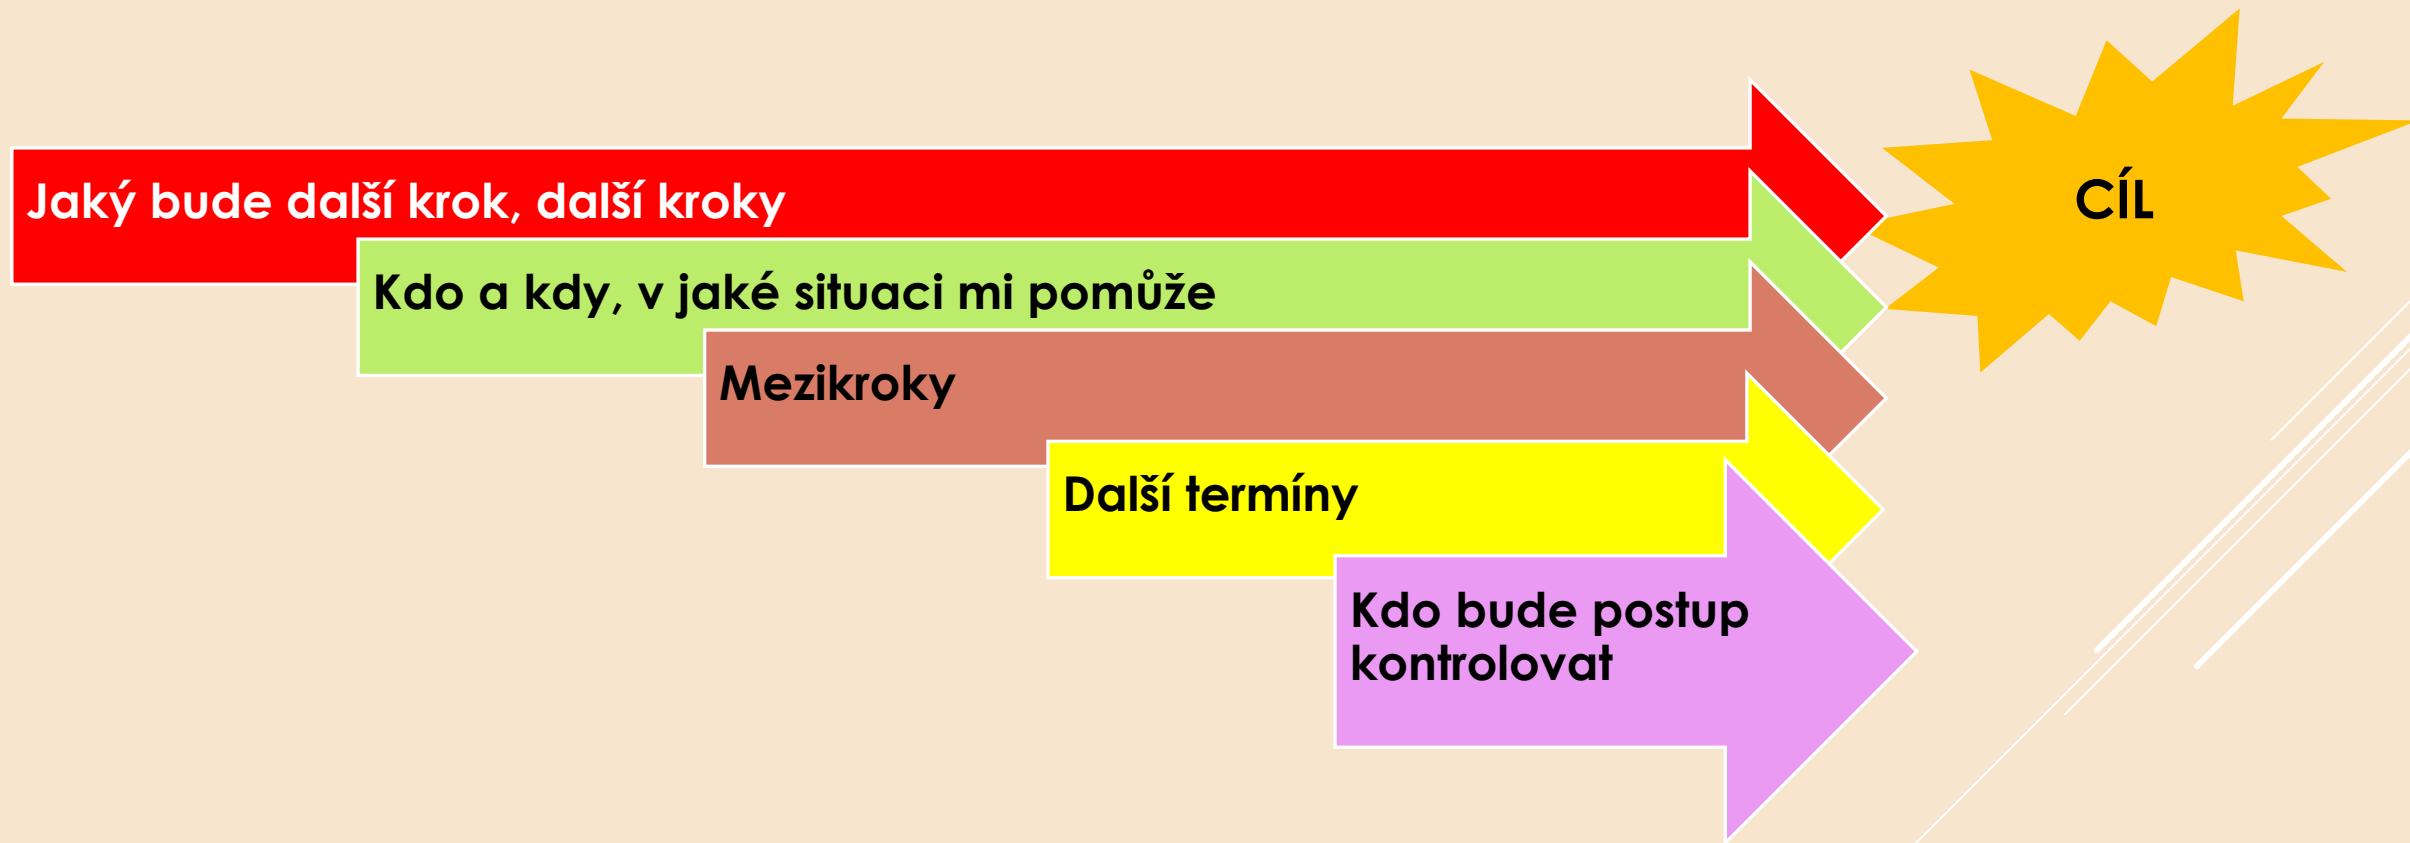 Jaký bude další krok, další kroky
CÍL
Kdo a kdy, v jaké situaci mi pomůže
Mezikroky
Další termíny
Kdo bude postup
kontrolovat